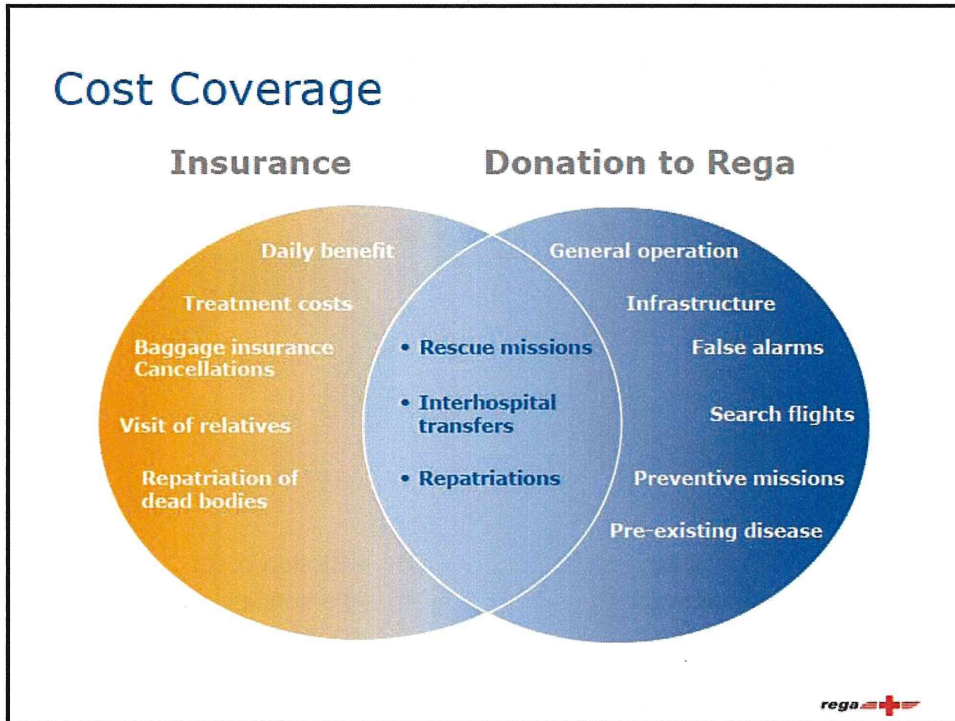 Cost Coverage
Insurance
Donation to Rega
Daily benefit
Treatment costs
Baggage insurance
Cancellations
Visit of relatives
Repatriation of
dead bodies
• Rescue missions
• Interhospital
transfers
• Repatriations
General operation
Infrastructure
False alarms
Search flights
Preventive missions
Pre-existing disease
rega